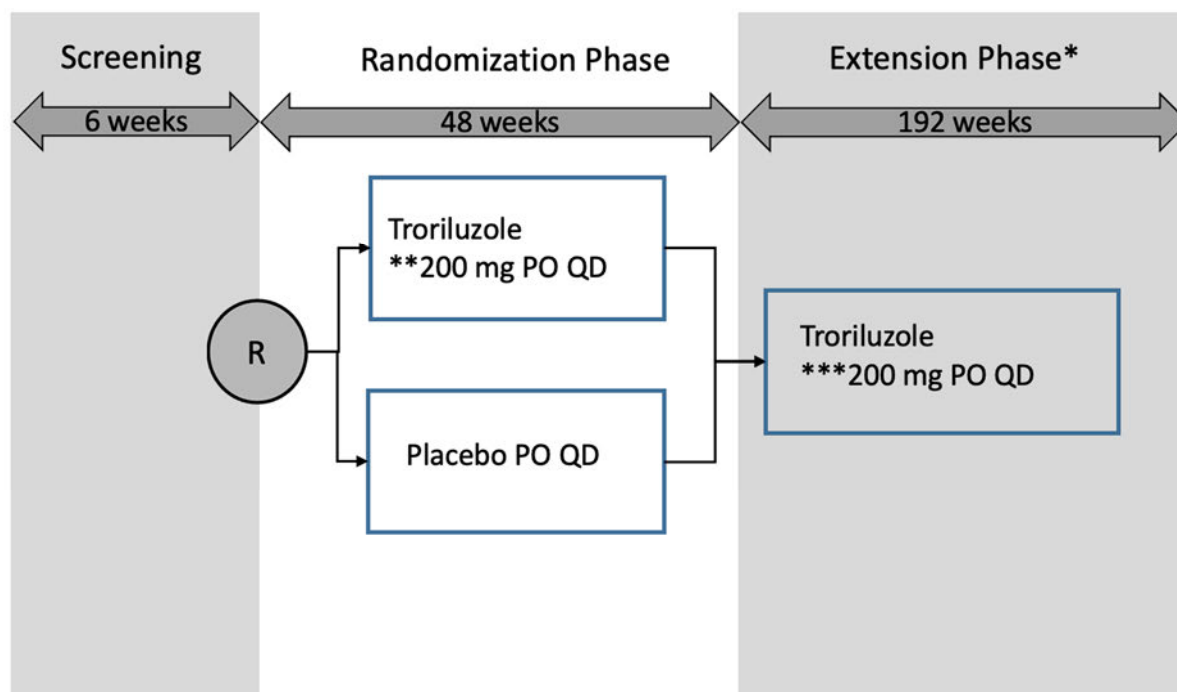 Screening
Randomization Phase
Extension Phase*
6 weeks
48 weeks
192 weeks
Troriluzole
**200 mg PO QD
R
Placebo PO QD
Troriluzole
***200 mg PO QD